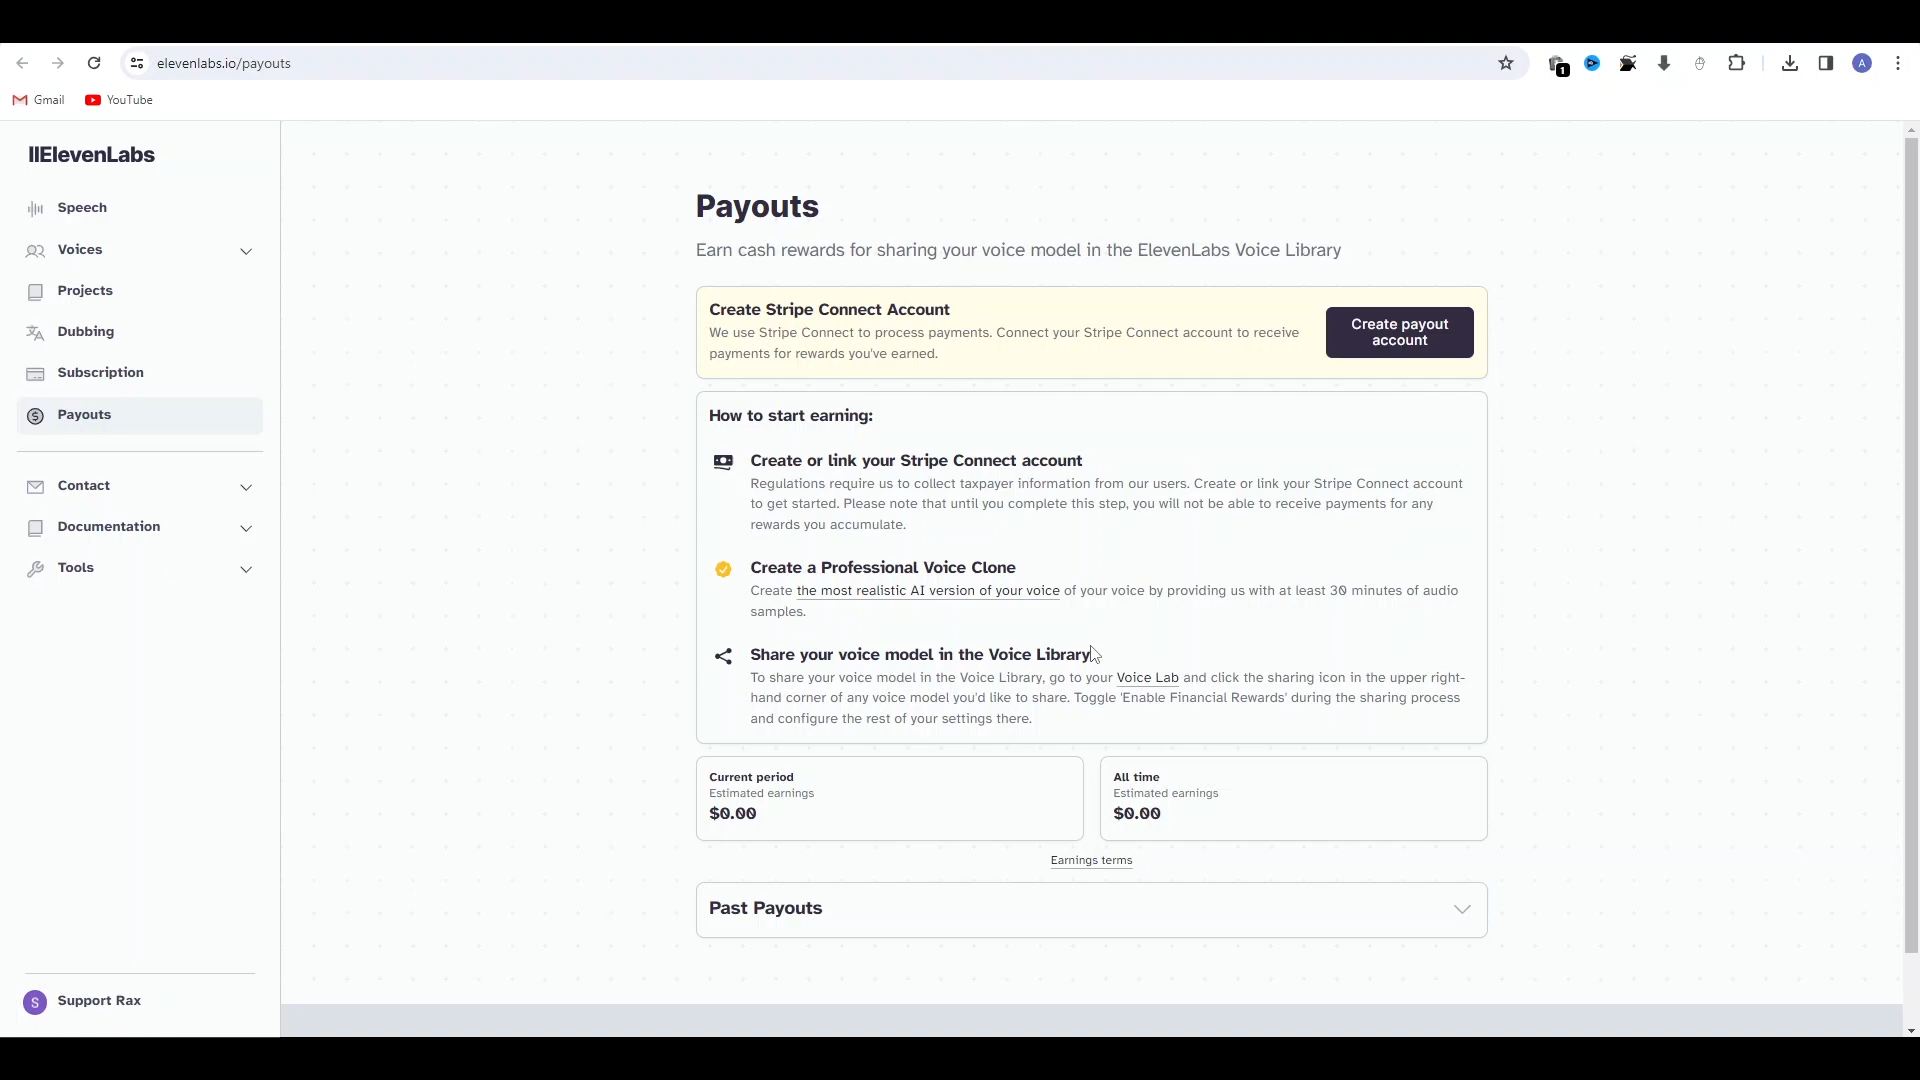 elevenlabs.io/payouts
1
A
Gmail
YouTube
IIElevenLabs
Speech
Voices
Projects
Dubbing
Subscription
Payouts
Contact
Documentation
Tools
S
Support Rax
Payouts
Earn cash rewards for sharing your voice model in the ElevenLabs Voice Library
Create Stripe Connect Account
We use Stripe Connect to process payments. Connect your Stripe Connect account to receive
payments for rewards you've earned.
Create payout
account
How to start earning:
Create or link your Stripe Connect account
Regulations require us to collect taxpayer information from our users. Create or link your Stripe Connect account
to get started. Please note that until you complete this step, you will not be able to receive payments for any
rewards you accumulate.
Create a Professional Voice Clone
Create the most realistic AI version of your voice of your voice by providing us with at least 30 minutes of audio
samples.
Share your voice model in the Voice Library
To share your voice model in the Voice Library, go to your Voice Lab and click the sharing icon in the upper right-
hand corner of any voice model you'd like to share. Toggle 'Enable Financial Rewards' during the sharing process
and configure the rest of your settings there.
Current period
Estimated earnings
$0.00
All time
Estimated earnings
$0.00
Earnings terms
Past Payouts